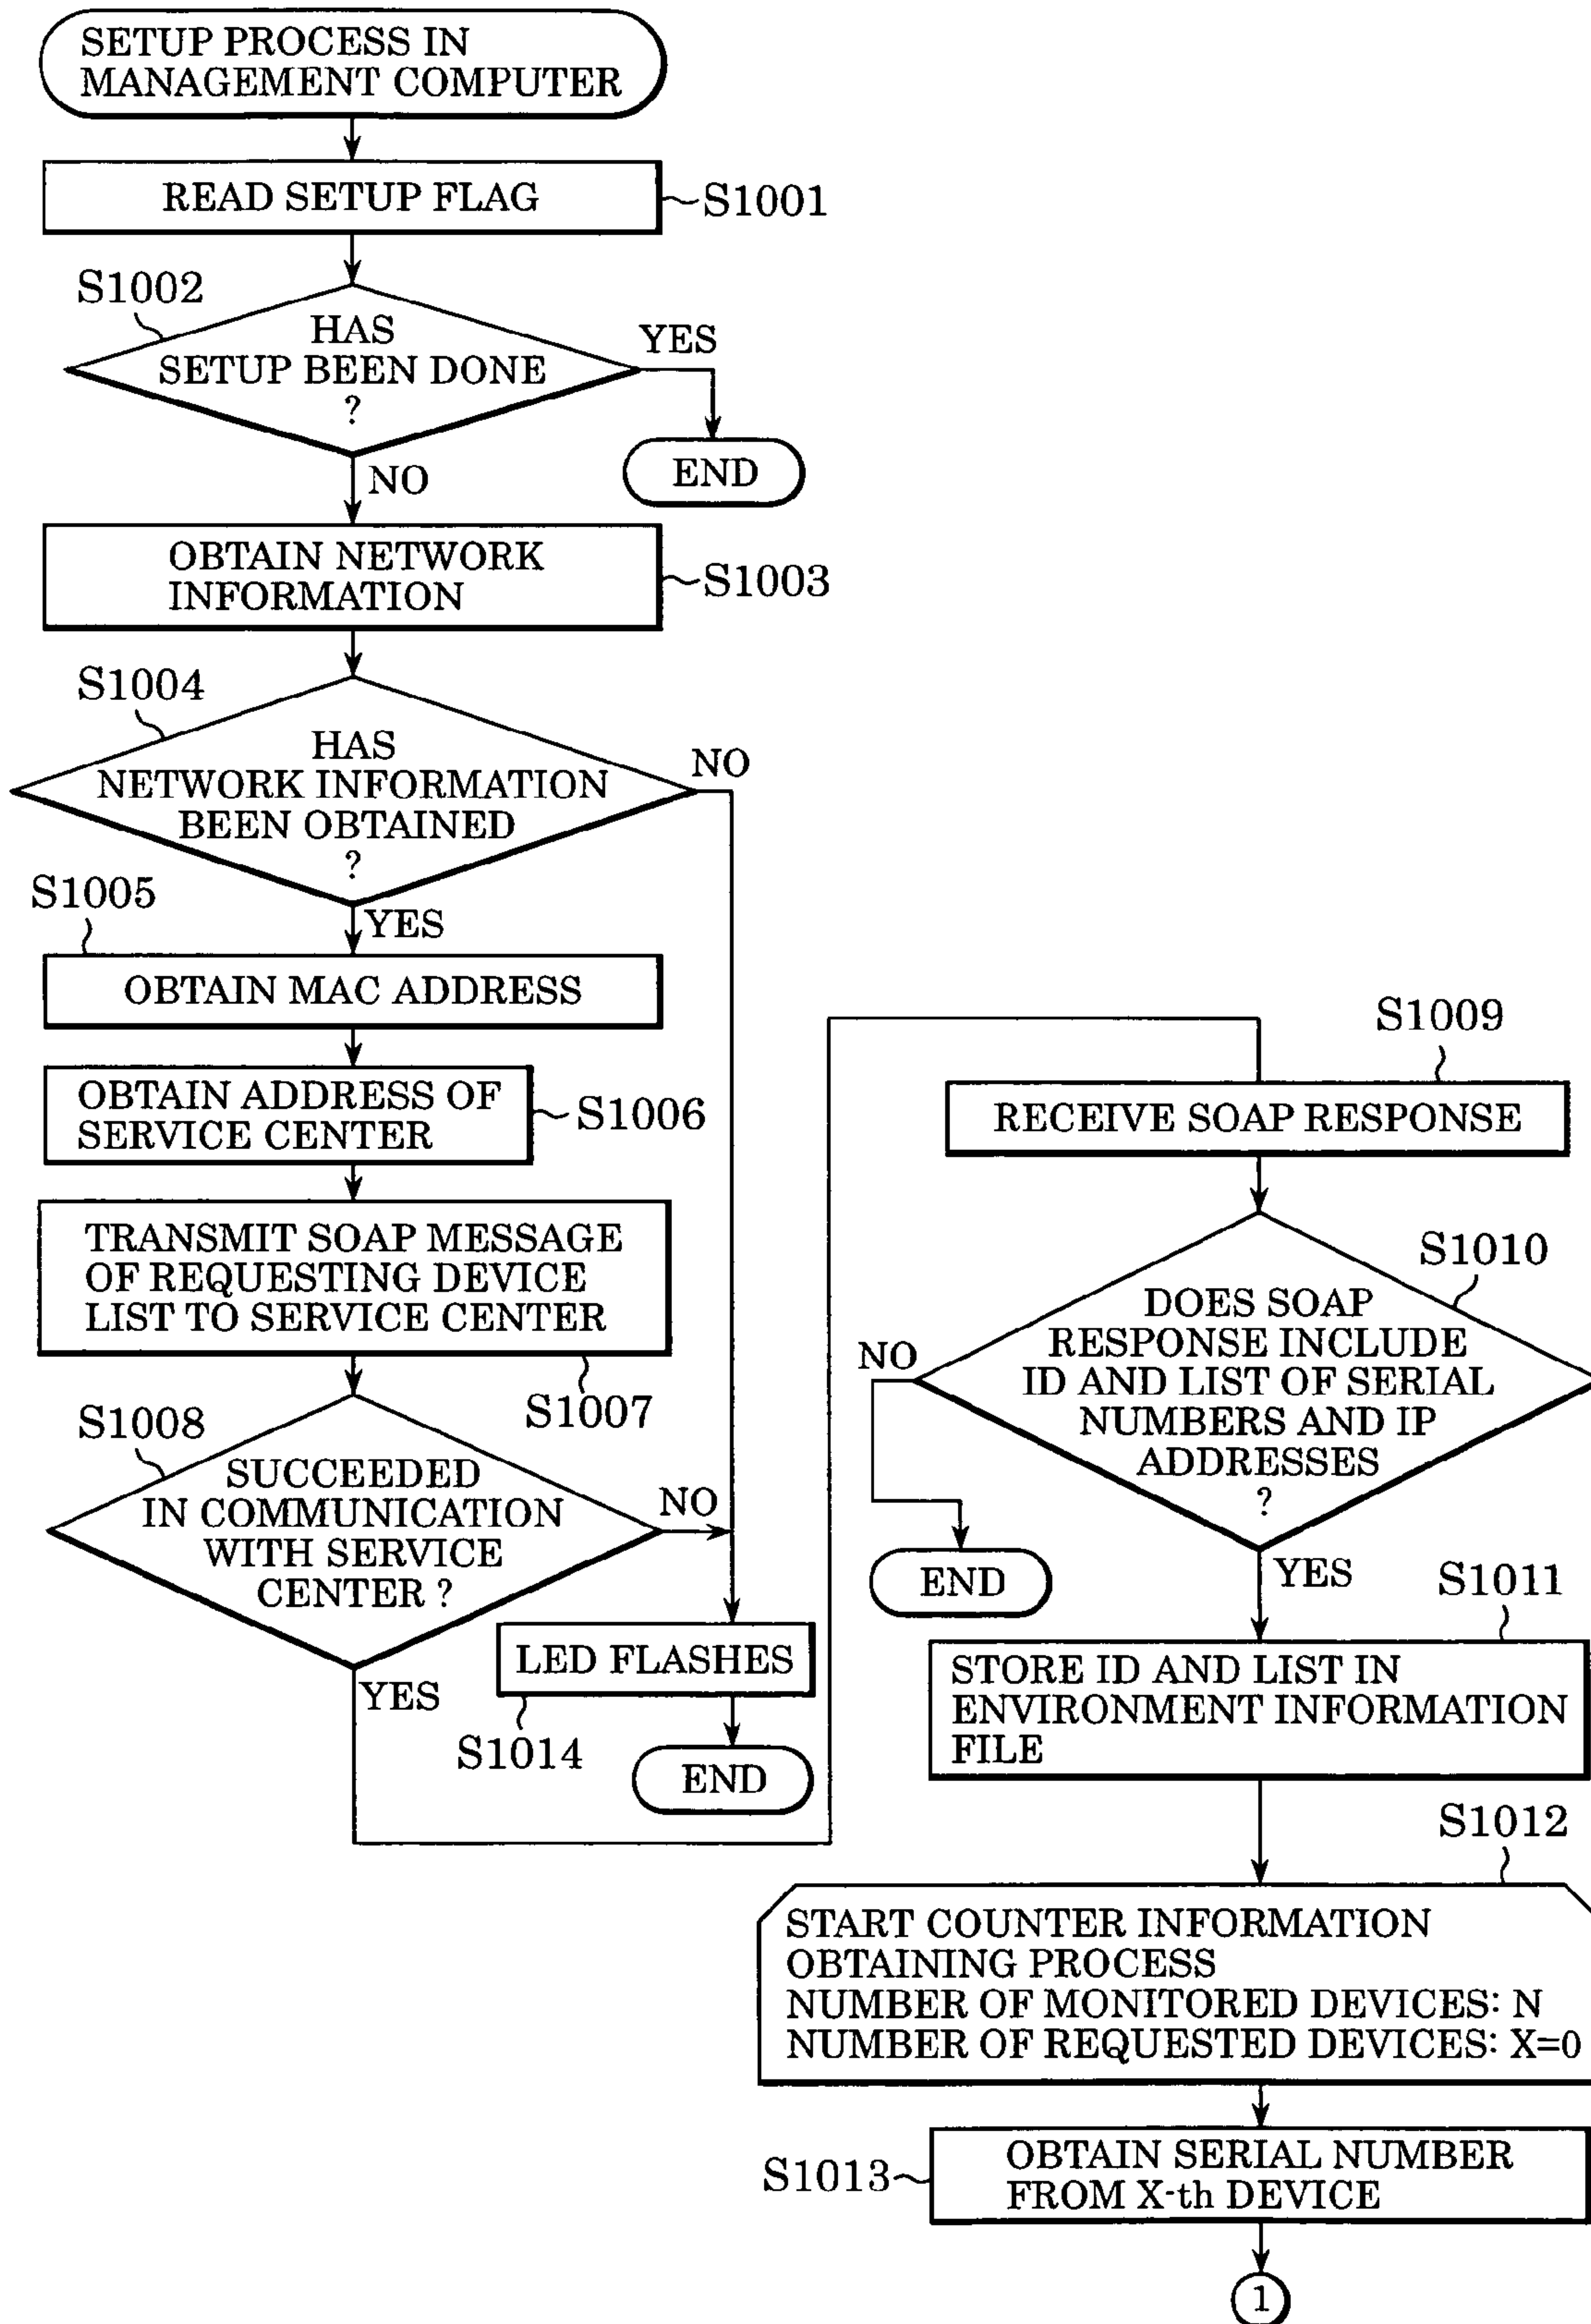 SETUP PROCESS IN
MANAGEMENT COMPUTER
READ SETUP FLAG
S1001
S1002
HAS
SETUP BEEN DONE
?
YES
END
NO
OBTAIN NETWORK
INFORMATION
S1003
S1004
HAS
NETWORK INFORMATION
BEEN OBTAINED
?
NO
YES
S1005
OBTAIN MAC ADDRESS
OBTAIN ADDRESS OF
SERVICE CENTER
S1006
TRANSMIT SOAP MESSAGE
OF REQUESTING DEVICE
LIST TO SERVICE CENTER
S1007
S1008
SUCCEEDED
IN COMMUNICATION
WITH SERVICE
CENTER ?
NO
YES
LED FLASHES
S1014
END
S1009
RECEIVE SOAP RESPONSE
S1010
DOES SOAP
RESPONSE INCLUDE
ID AND LIST OF SERIAL
NUMBERS AND IP
ADDRESSES
?
NO
END
YES
S1011
STORE ID AND LIST IN
ENVIRONMENT INFORMATION
FILE
S1012
START COUNTER INFORMATION
OBTAINING PROCESS
NUMBER OF MONITORED DEVICES: N
NUMBER OF REQUESTED DEVICES: X=0
S1013
OBTAIN SERIAL NUMBER
FROM X-th DEVICE
1